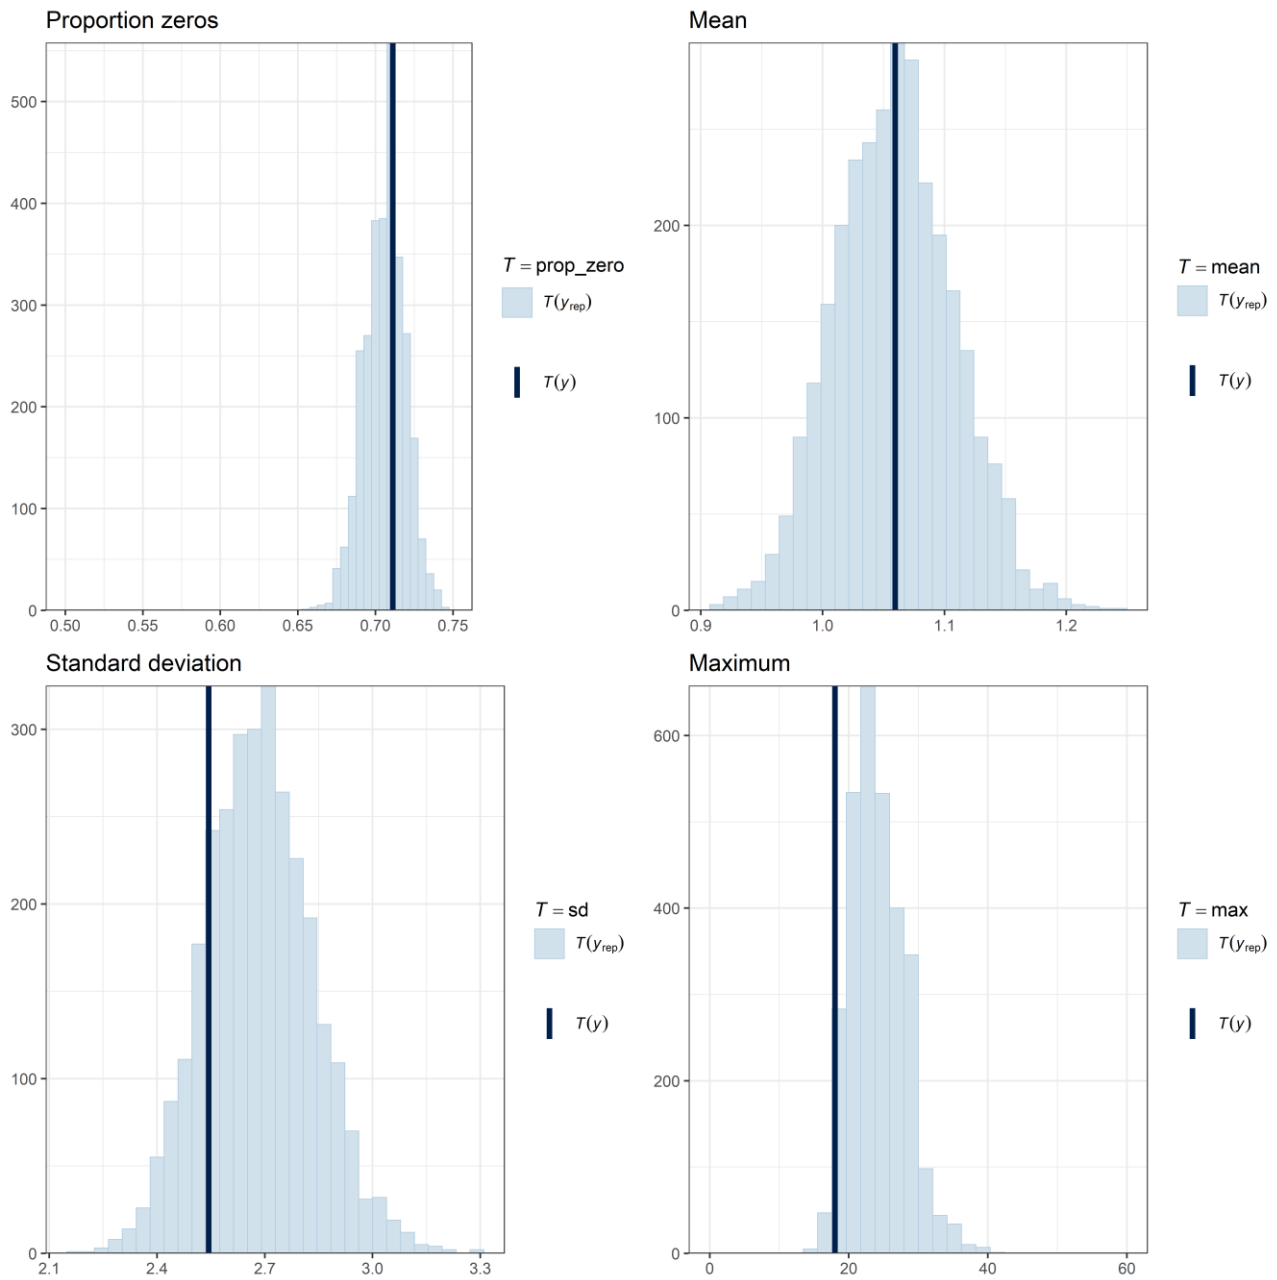 Proportion zeros
500
400
300
200
100
0
0.50 0.55 0.60 0.65 0.70 0.75
T = prop_zero
T(yrep)
T(y)
Mean
200
100
0
0.9 1.0 1.1 1.2
T = mean
T(yrep)
T(y)
Standard deviation
300
200
100
0
2.1 2.4 2.7 3.0 3.3
T = sd
T(yrep)
T(y)
Maximum
600
400
200
0
0 20 40 60
T = max
T(yrep)
T(y)